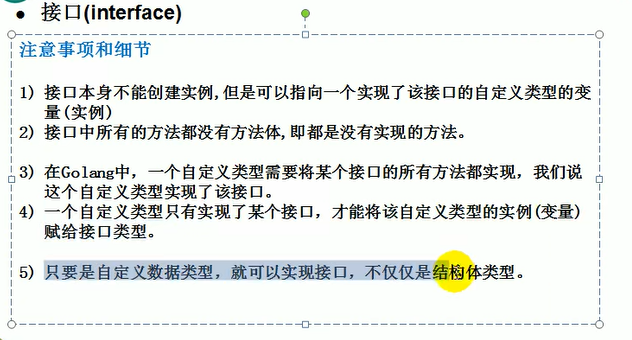 ● 接口(interface)
注意事项和细节
1) 接口本身不能创建实例,但是可以指向一个实现了该接口的自定义类型的变
量(实例)
2) 接口中所有的方法都没有方法体,即都是没有实现的方法。
3) 在Golang中，一个自定义类型需要将某个接口的所有方法都实现，我们说
这个自定义类型实现了该接口。
4) 一个自定义类型只有实现了某个接口，才能将该自定义类型的实例(变量)
赋给接口类型。
5) 只要是自定义数据类型，就可以实现接口，不仅仅是结构体类型。